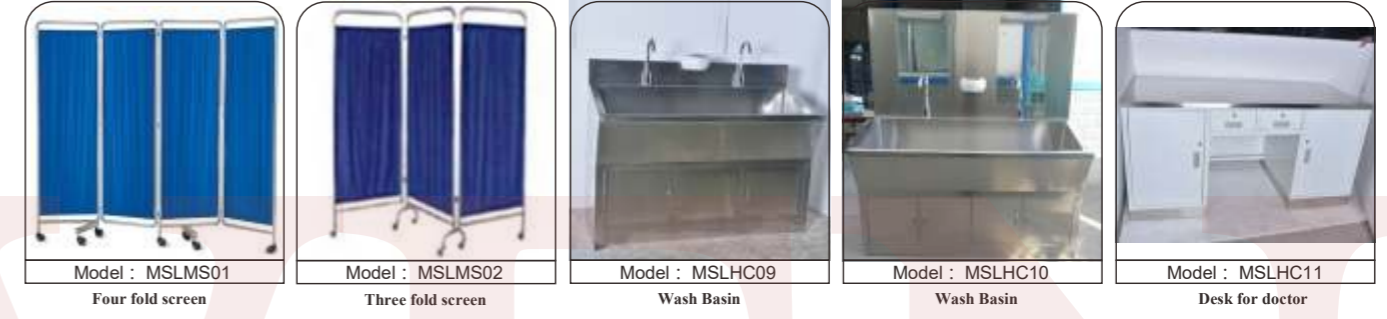 Model : MSLMS01
Four fold screen
Model : MSLMS02
Three fold screen
Model : MSLHC09
Wash Basin
Model : MSLHC10
Wash Basin
Model : MSLHC11
Desk for doctor